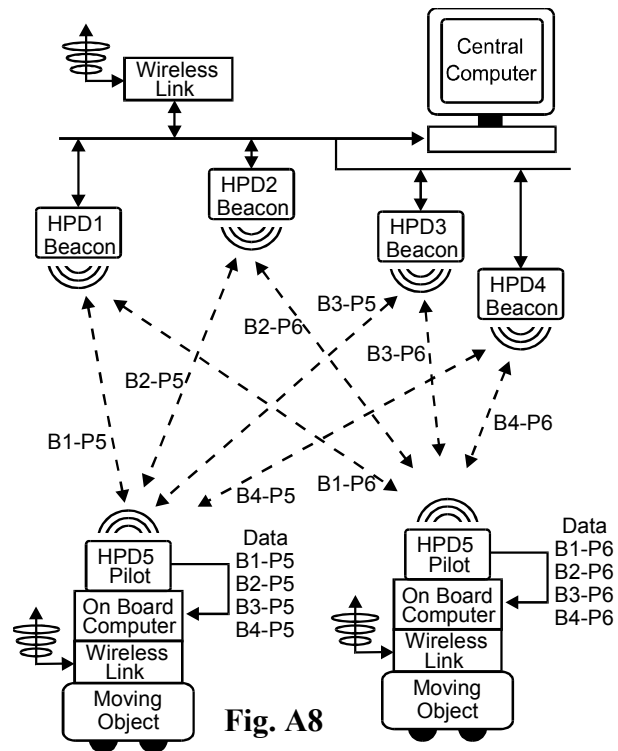 Wireless
Link
Central
Computer
HPD1
Beacon
HPD2
Beacon
HPD3
Beacon
HPD4
Beacon
B3-P5
B2-P6
B3-P6
B2-P5
B4-P6
B1-P5
B4-P5
B1-P6
HPD5
Pilot
Data
B1-P5
B2-P5
B3-P5
B4-P5
On Board
Computer
Wireless
Link
Moving
Object
HPD5
Pilot
Data
B1-P6
B2-P6
B3-P6
B4-P6
On Board
Computer
Wireless
Link
Moving
Object
Fig. A8